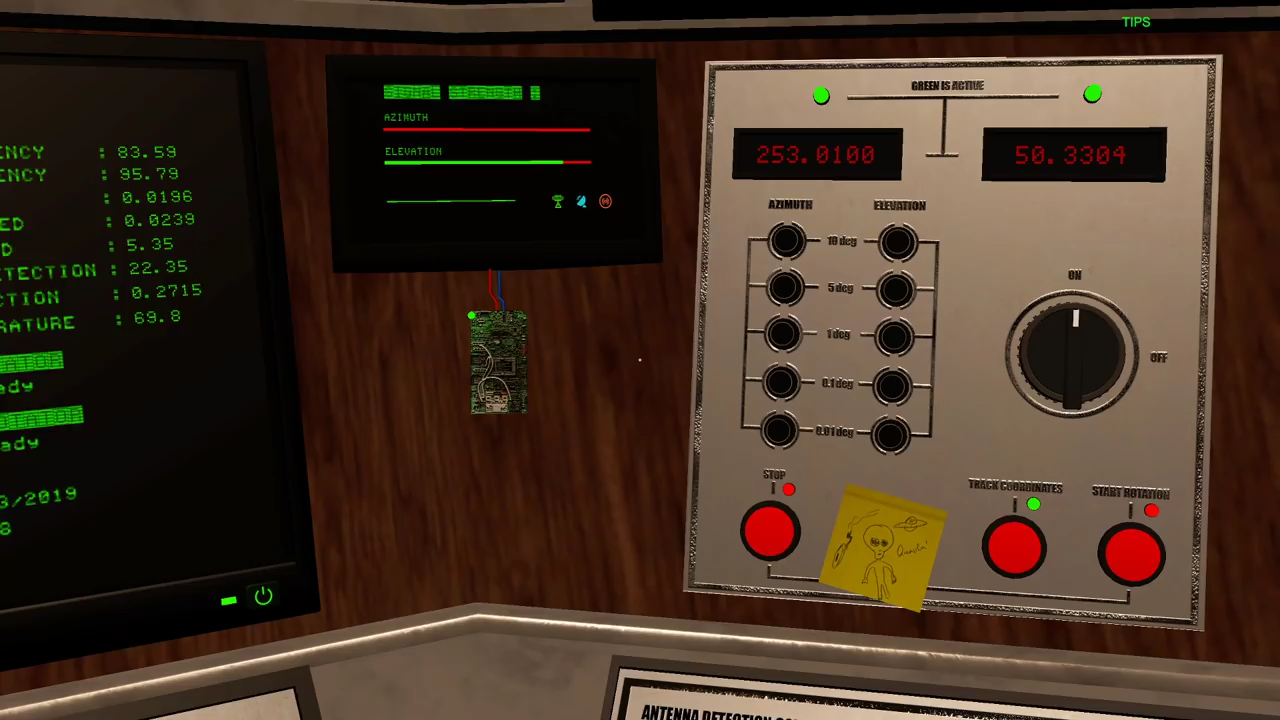 TIPS
ENCY : 83.59
ENCY : 95.79
: 0.0196
ED : 0.0239
D : 5.35
ETECTION : 22.35
CTION : 0.2715
RATURE : 69.8
ady
ady
3/2019
8
AZIMUTH
ELEVATION
GREEN IS ACTIVE
253.0100
50.3304
AZIMUTH
ELEVATION
10 deg
5 deg
1 deg
0.1 deg
0.01 deg
ON
OFF
STOP
TRACK COORDINATES
START ROTATION
ANTENNA DETECTION